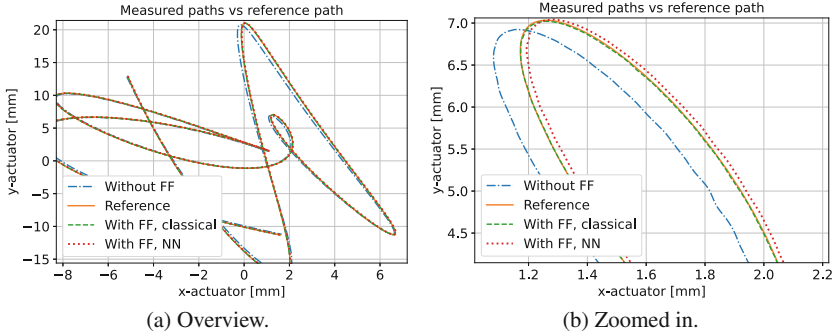 Measured paths vs reference path
20
15
10
5
0
−5
−10
−15
y-actuator [mm]
−8
−6
−4
−2
0
2
4
6
x-actuator [mm]
Without FF
Reference
With FF, classical
With FF, NN
(a) Overview.
Measured paths vs reference path
7.0
6.5
6.0
5.5
5.0
4.5
y-actuator [mm]
1.2
1.4
1.6
1.8
2.0
2.2
x-actuator [mm]
Without FF
Reference
With FF, classical
With FF, NN
(b) Zoomed in.